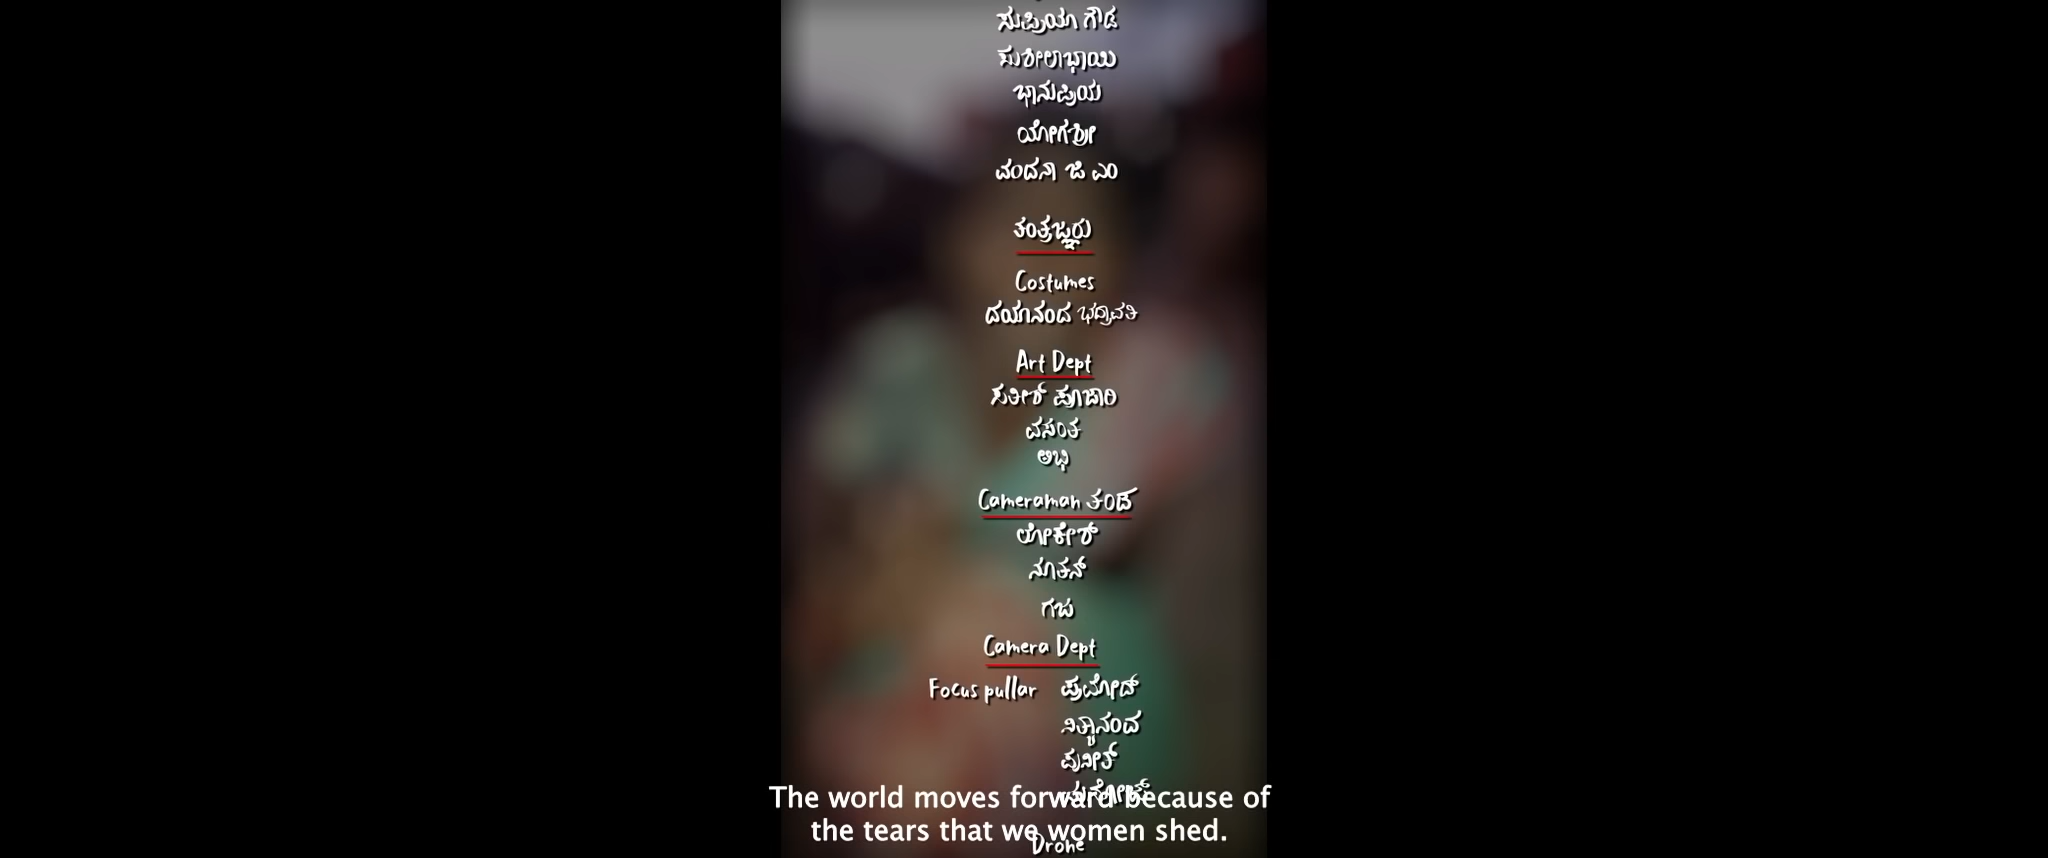 ಸುಪ್ರಿಯಾ ಗೌಡ
ಸುಶೀಲಾಭಾಯಿ
ಭಾನುಪ್ರಿಯ
ಯೋಗಶ್ರೀ
ವಂದನಾ ಜಿ ಎಂ
ತಂತ್ರಜ್ಞರು
Costumes
ದಯಾನಂದ ಭದ್ರಾವತಿ
Art Dept
ಸತೀಶ್ ಪೂಜಾರಿ
ವಸಂತ
ಅಭಿ
Cameraman ತಂಡ
ಲೋಕೇಶ್
ನೂತನ್
ಗಜ
Camera Dept
Focus pullar ಪ್ರಮೋದ್
ನಿತ್ಯಾನಂದ
ಪುನೀತ್
The world moves forward because of
the tears that we women shed.
Drone